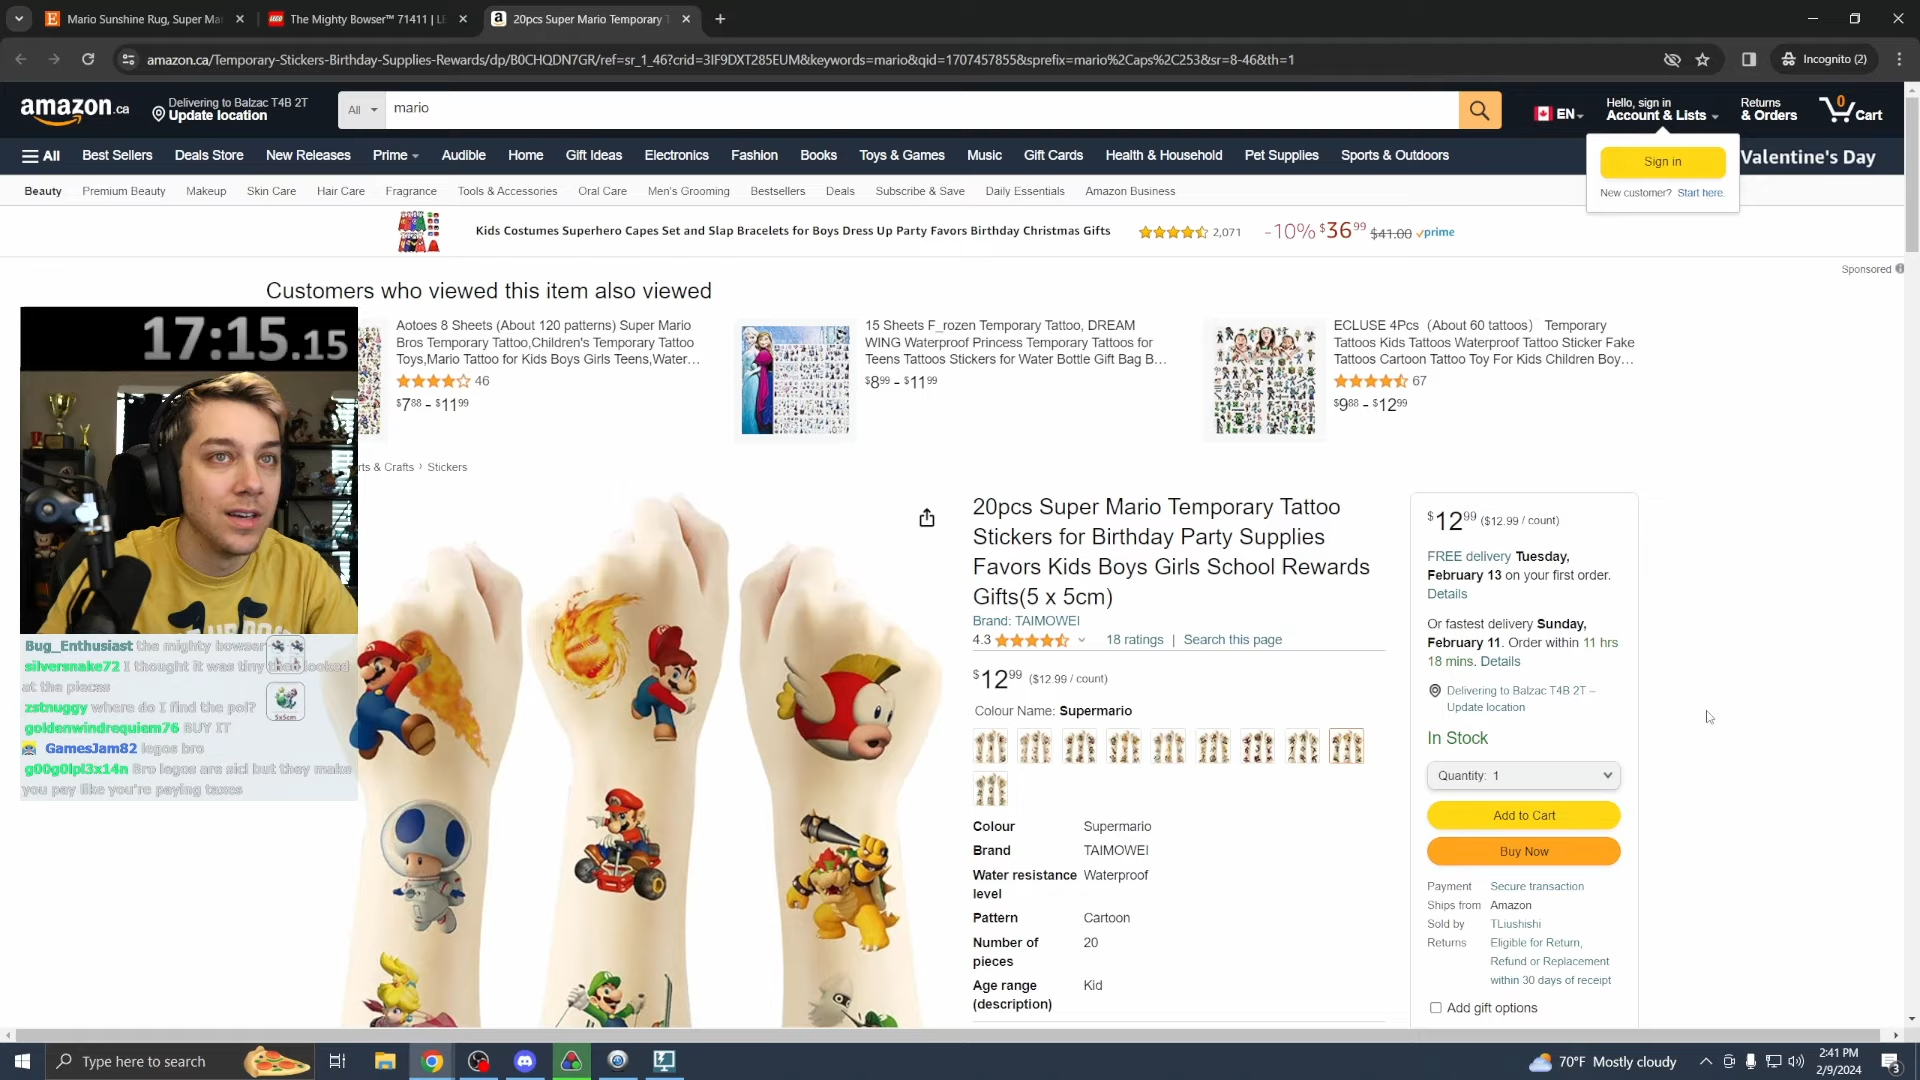 Mario Sunshine Rug, Super Ma
The Mighty Bowser™ 71411 | LE
20pcs Super Mario Temporary T
amazon.ca/Temporary-Stickers-Birthday-Supplies-Rewards/dp/B0CHQDN7GR/ref=sr_1_46?crid=3IF9DXT285EUM&keywords=mario&qid=1707457855&sprefix=mario%2Caps%2C253&sr=8-46&th=1
Incognito (2)
amazon.ca
Delivering to Balzac T4B 2T
Update location
All
mario
EN
Hello, sign in
Account & Lists
Returns
& Orders
0
Cart
All
Best Sellers
Deals Store
New Releases
Prime
Audible
Home
Gift Ideas
Electronics
Fashion
Books
Toys & Games
Music
Gift Cards
Health & Household
Pet Supplies
Sports & Outdoors
Valentine's Day
Sign in
New customer? Start here.
Beauty
Premium Beauty
Makeup
Skin Care
Hair Care
Fragrance
Tools & Accessories
Oral Care
Men's Grooming
Bestsellers
Deals
Subscribe & Save
Daily Essentials
Amazon Business
Kids Costumes Superhero Capes Set and Slap Bracelets for Boys Dress Up Party Favors Birthday Christmas Gifts
2,071
-10% $36.99 $41.00 prime
Sponsored
Customers who viewed this item also viewed
Aotoes 8 Sheets (About 120 patterns) Super Mario
Bros Temporary Tattoo,Children's Temporary Tattoo
Toys,Mario Tattoo for Kids Boys Girls Teens,Water…
46
$7.88 - $11.99
15 Sheets F_rozen Temporary Tattoo, DREAM
WING Waterproof Princess Temporary Tattoos for
Teens Tattoos Stickers for Water Bottle Gift Bag B…
$8.99 - $11.99
ECLUSE 4Pcs（About 60 tattoos） Temporary
Tattoos Kids Tattoos Waterproof Tattoo Sticker Fake
Tattoos Cartoon Tattoo Toy For Kids Children Boy…
67
$9.88 - $12.99
17:15.15
rts & Crafts › Stickers
Bug_Enthusiast the mighty bowser
silversnake72 I thought it was tiny then looked
at the pieces
zstnuggy where do I find the pol?
goldenwindrequiem76 BUY IT
GamesJam82 legos bro
g00g0lpl3x14n Bro legos are sicl but they make
you pay like you're paying taxes
5x5cm
20pcs Super Mario Temporary Tattoo
Stickers for Birthday Party Supplies
Favors Kids Boys Girls School Rewards
Gifts(5 x 5cm)
Brand: TAIMOWEI
4.3
18 ratings | Search this page
$12.99 ($12.99 / count)
Colour Name: Supermario
Colour Supermario
Brand TAIMOWEI
Water resistance Waterproof
level
Pattern Cartoon
Number of 20
pieces
Age range Kid
(description)
$12.99 ($12.99 / count)
FREE delivery Tuesday,
February 13 on your first order.
Details
Or fastest delivery Sunday,
February 11. Order within 11 hrs
18 mins. Details
Delivering to Balzac T4B 2T –
Update location
In Stock
Quantity: 1
Add to Cart
Buy Now
Payment Secure transaction
Ships from Amazon
Sold by TLiushishi
Returns Eligible for Return,
Refund or Replacement
within 30 days of receipt
Add gift options
Type here to search
70°F Mostly cloudy
2:41 PM
2/9/2024
3